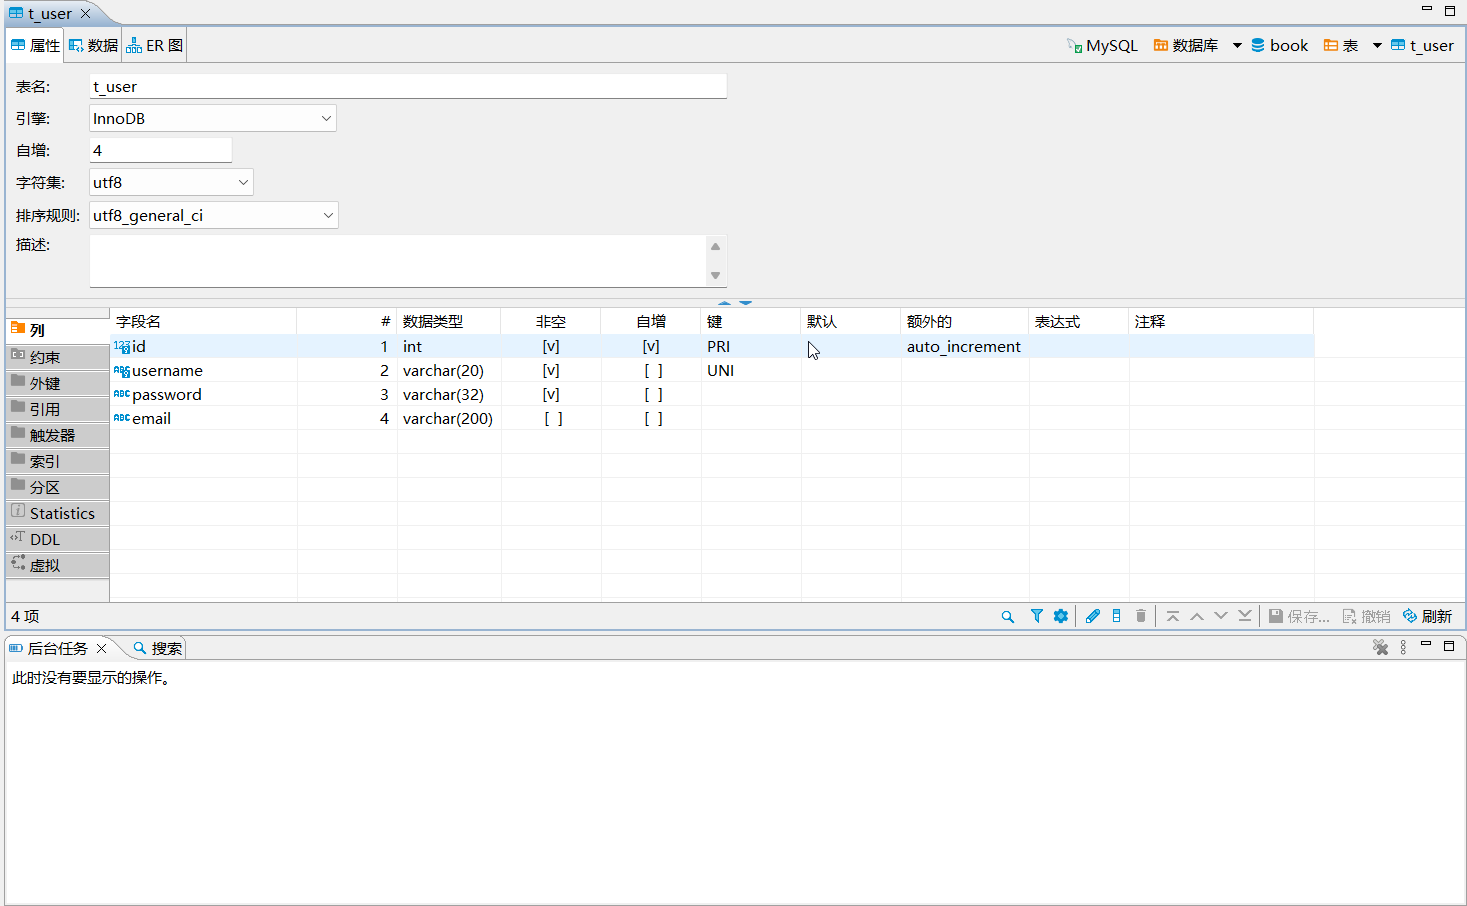 t_user
属性 数据 ER 图 MySQL 数据库 book 表 t_user
表名: t_user
引擎: InnoDB
自增: 4
字符集: utf8
排序规则: utf8_general_ci
描述:
列
约束
外键
引用
触发器
索引
分区
Statistics
DDL
虚拟
字段名 # 数据类型 非空 自增 键 默认 额外的 表达式 注释
123 id 1 int [v] [v] PRI auto_increment
ABC username 2 varchar(20) [v] [ ] UNI
ABC password 3 varchar(32) [v] [ ]
ABC email 4 varchar(200) [ ] [ ]
4 项 保存... 撤销 刷新
后台任务 搜索
此时没有要显示的操作。